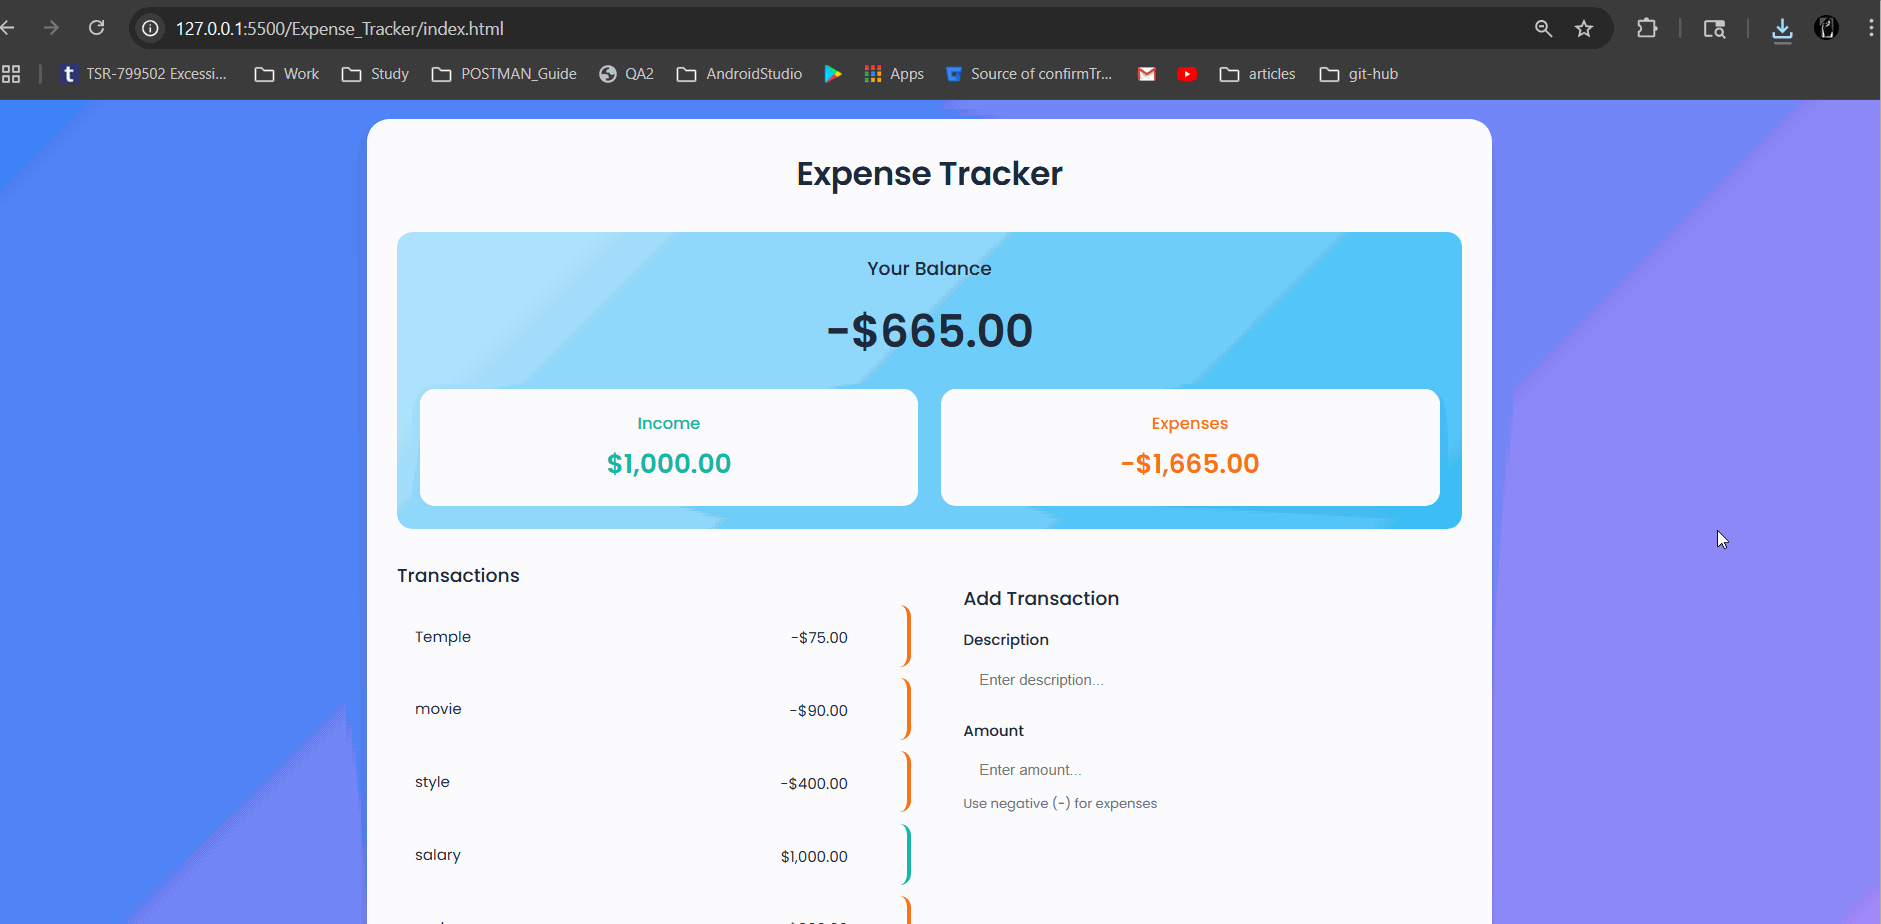 127.0.0.1:5500/Expense_Tracker/index.html
t TSR-799502 Excessi... Work Study POSTMAN_Guide QA2 AndroidStudio Apps Source of confirmTr... articles git-hub
Expense Tracker
Your Balance
-$665.00
Income
$1,000.00
Expenses
-$1,665.00
Transactions
Temple -$75.00
movie -$90.00
style -$400.00
salary $1,000.00
Add Transaction
Description
Enter description...
Amount
Enter amount...
Use negative (-) for expenses